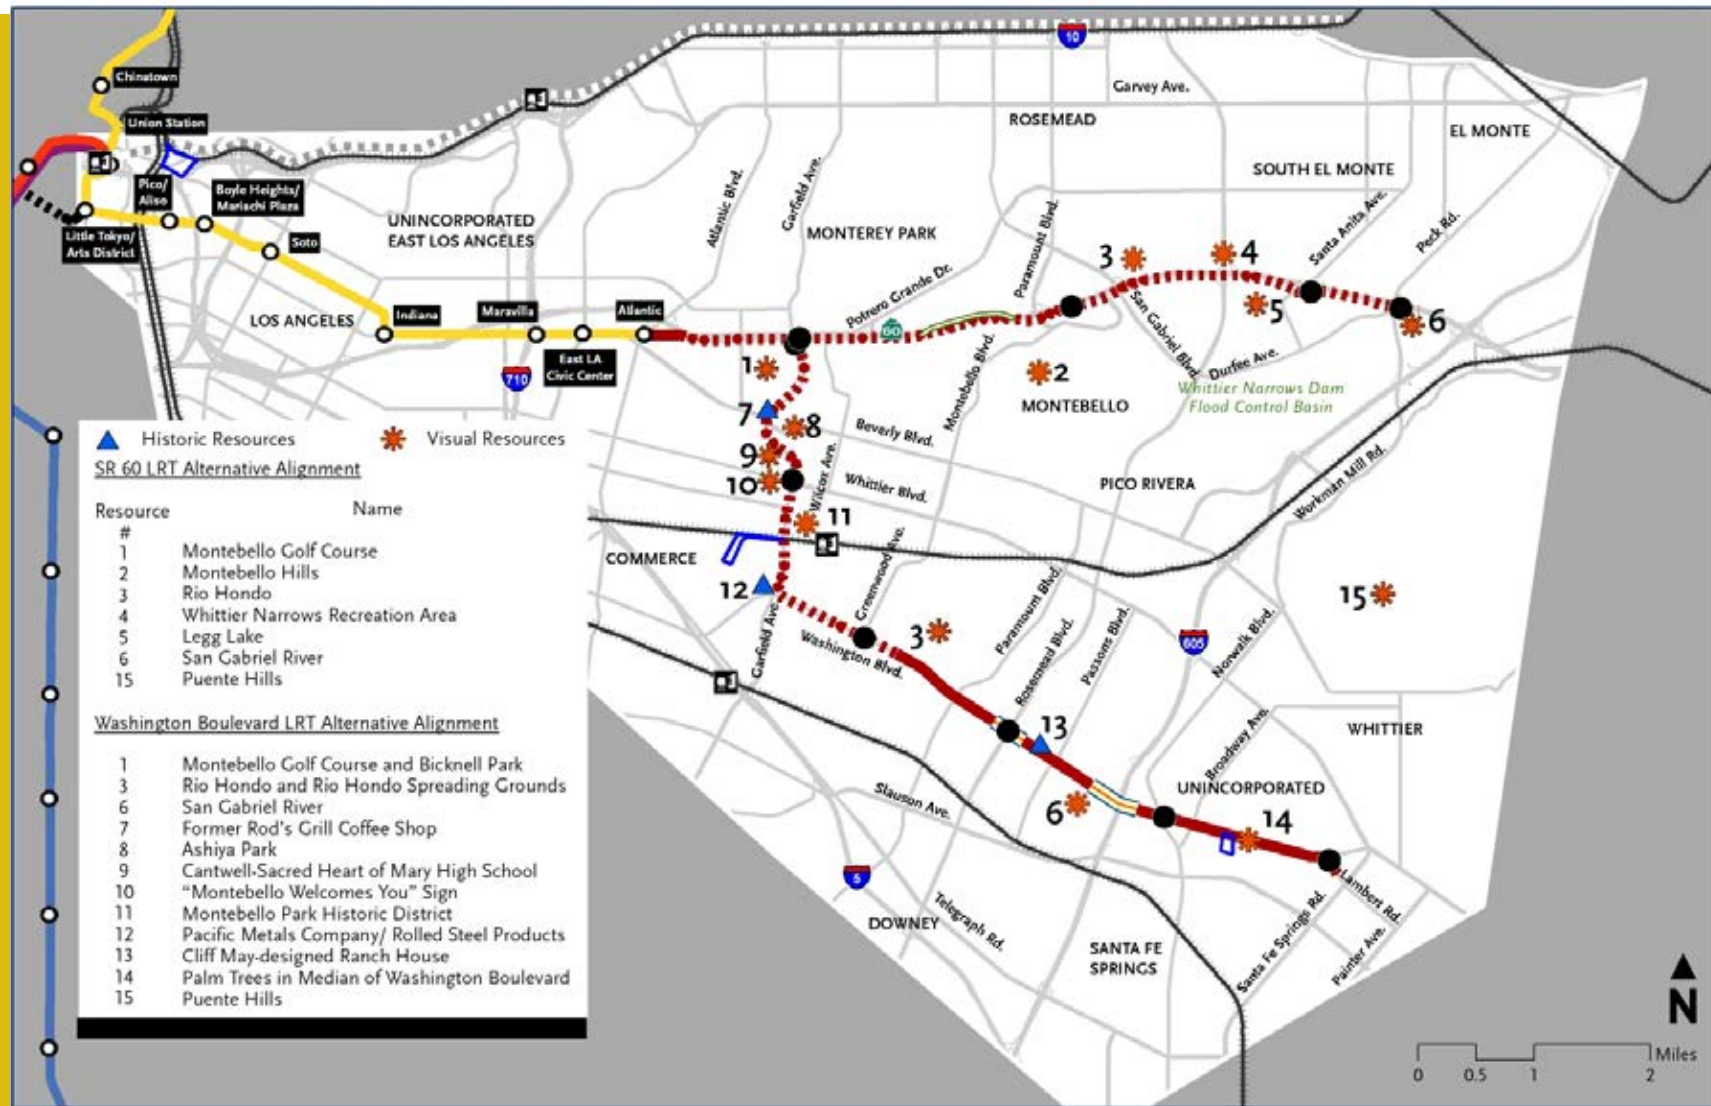 10
Chinatown
Garvey Ave.
Union Station
ROSEMEAD
EL MONTE
SOUTH EL MONTE
Pico/
Aliso
Boyle Heights/
Mariachi Plaza
Atlantic Blvd.
Garfield Ave.
UNINCORPORATED
EAST LOS ANGELES
MONTEREY PARK
Paramount Blvd.
Santa Anita Ave.
Peck Rd.
Little Tokyo/
Arts District
Soto
3
4
Potrero Grande Dr.
San Gabriel Blvd.
5
6
LOS ANGELES
Indiana
Maravilla
Atlantic
60
East LA
Civic Center
710
1
2
Montebello Blvd.
Durfee Ave.
MONTEBELLO
Whittier Narrows Dam
Flood Control Basin
7
8
Beverly Blvd.
9
10
Wilcox Ave.
Whittier Blvd.
PICO RIVERA
Workman Mill Rd.
11
COMMERCE
12
Greenwood Ave.
Garfield Ave.
Washington Blvd.
3
Paramount Blvd.
Rosemead Blvd.
Passons Blvd.
605
Norwalk Blvd.
15
13
Broadway Ave.
WHITTIER
UNINCORPORATED
6
14
Slauson Ave.
5
Lambert Rd.
DOWNEY
Telegraph Rd.
SANTA FE
SPRINGS
Santa Fe Springs Rd.
Painter Ave.
Historic Resources
Visual Resources
SR 60 LRT Alternative Alignment
Resource
#
Name
1 Montebello Golf Course
2 Montebello Hills
3 Rio Hondo
4 Whittier Narrows Recreation Area
5 Legg Lake
6 San Gabriel River
15 Puente Hills
Washington Boulevard LRT Alternative Alignment
1 Montebello Golf Course and Bicknell Park
3 Rio Hondo and Rio Hondo Spreading Grounds
6 San Gabriel River
7 Former Rod's Grill Coffee Shop
8 Ashiya Park
9 Cantwell-Sacred Heart of Mary High School
10 “Montebello Welcomes You” Sign
11 Montebello Park Historic District
12 Pacific Metals Company/ Rolled Steel Products
13 Cliff May-designed Ranch House
14 Palm Trees in Median of Washington Boulevard
15 Puente Hills
N
Miles
0 0.5 1 2